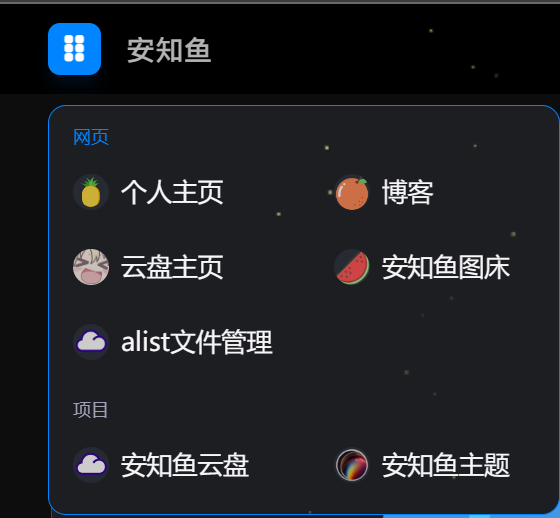 安知鱼
网页
个人主页
博客
云盘主页
安知鱼图床
alist文件管理
项目
安知鱼云盘
安知鱼主题